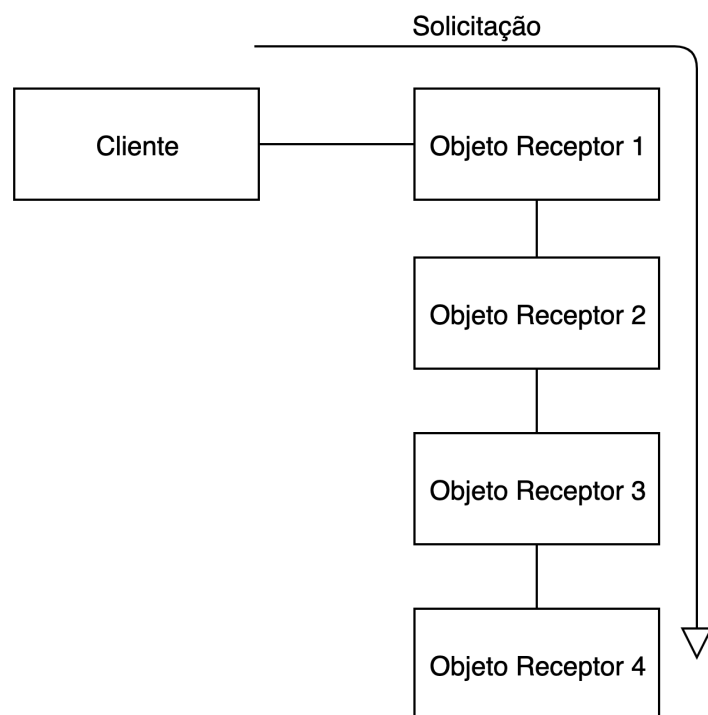 Solicitação
Cliente
Objeto Receptor 1
Objeto Receptor 2
Objeto Receptor 3
Objeto Receptor 4